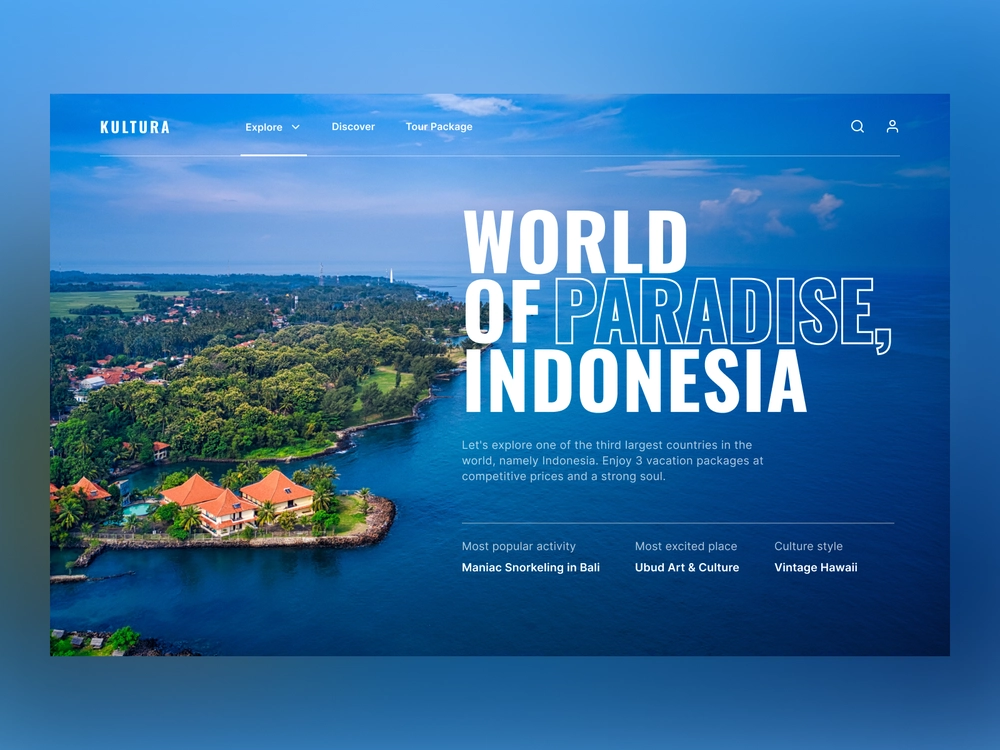 KULTURA
Explore
Discover
Tour Package
WORLD
OF PARADISE,
INDONESIA
Let's explore one of the third largest countries in the
world, namely Indonesia. Enjoy 3 vacation packages at
competitive prices and a strong soul.
Most popular activity
Maniac Snorkeling in Bali
Most excited place
Ubud Art & Culture
Culture style
Vintage Hawaii